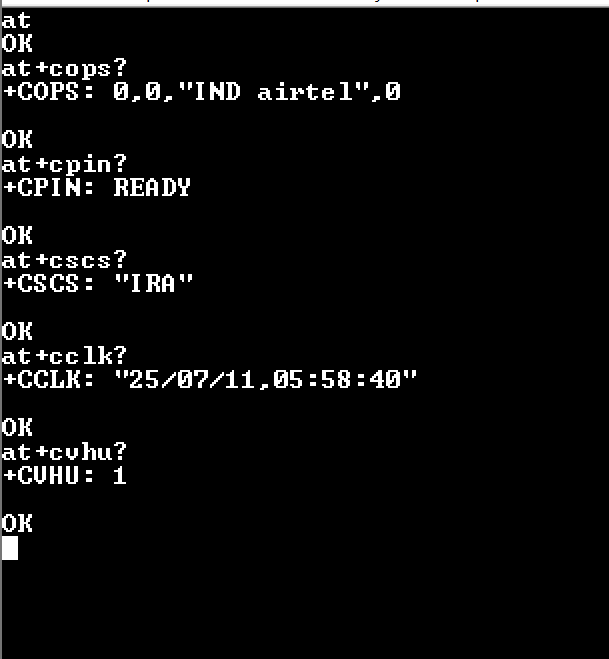 at
OK
at+cops?
+COPS: 0,0,"IND airtel",0
OK
at+cpin?
+CPIN: READY
OK
at+cscs?
+CSCS: "IRA"
OK
at+cclk?
+CCLK: "25/07/11,05:58:40"
OK
at+cvhu?
+CVHU: 1
OK